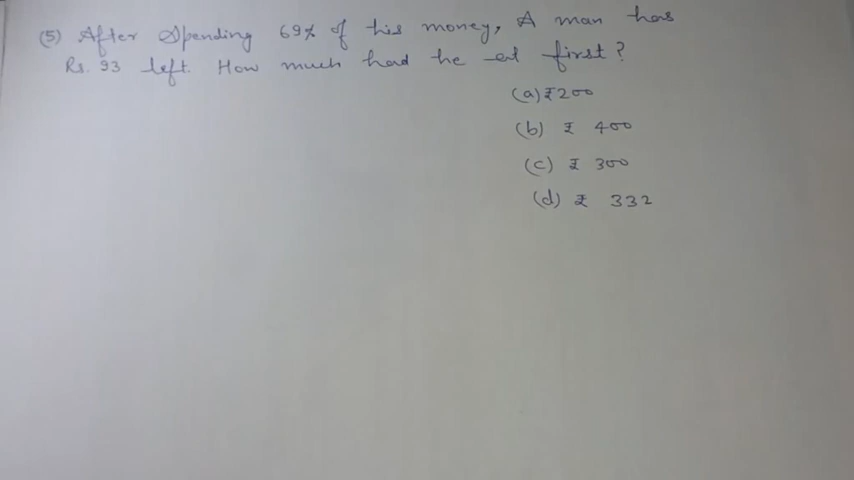 (5) After Spending 69% of his money, A man has
Rs. 93 left. How much had he at first?
(a) ₹200
(b) ₹ 400
(c) ₹ 300
(d) ₹ 332